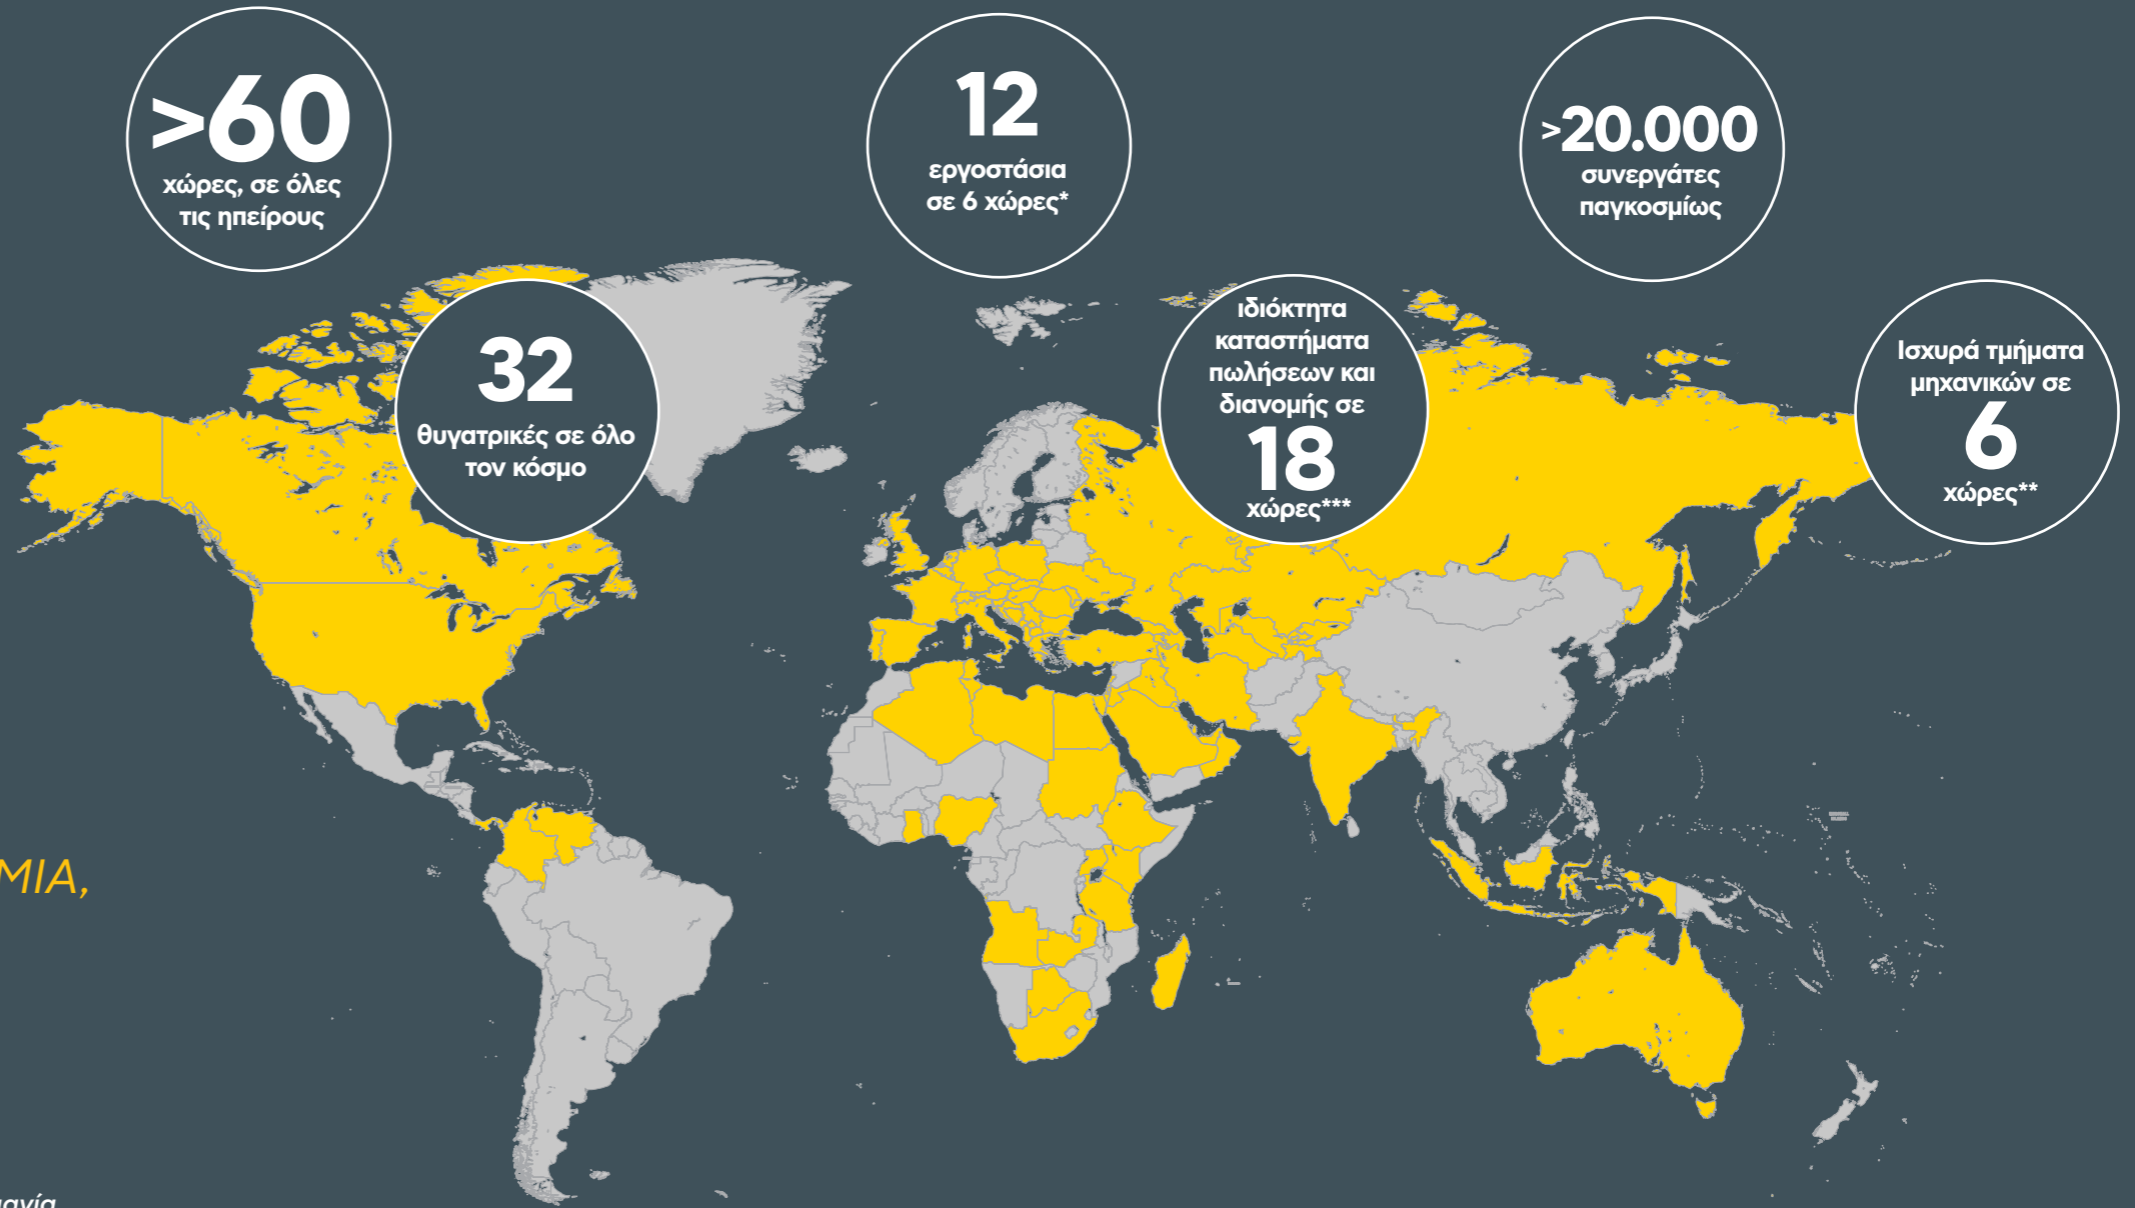 >60
χώρες, σε όλες
τις ηπείρους
12
εργοστάσια
σε 6 χώρες*
>20.000
συνεργάτες
παγκοσμίως
32
θυγατρικές σε όλο
τον κόσμο
ιδιόκτητα
καταστήματα
πωλήσεων και
διανομής σε
18
χώρες***
Ισχυρά τμήματα
μηχανικών σε
6
χώρες**
ΜΙΑ,